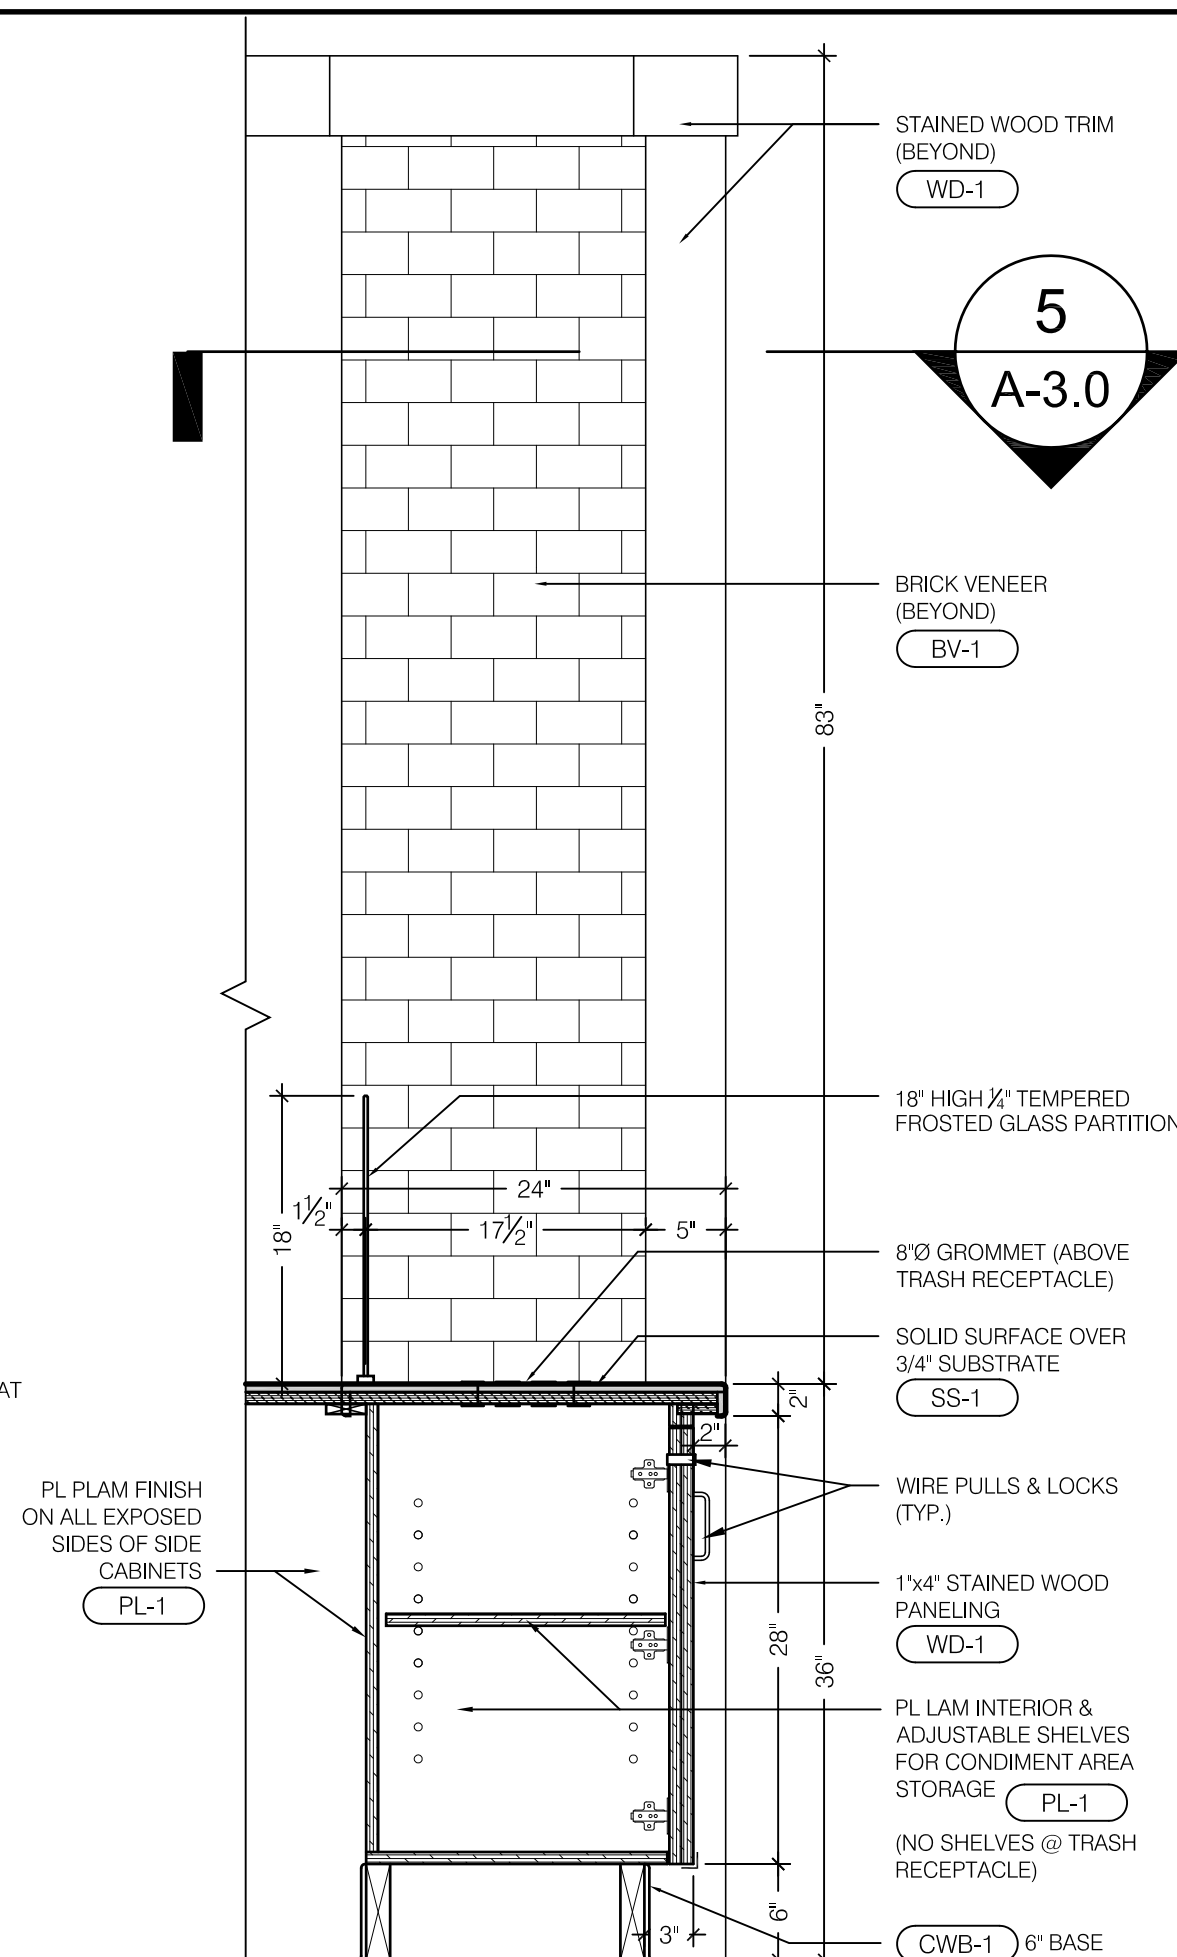 STAINED WOOD TRIM
(BEYOND)
WD-1
5
A-3.0
BRICK VENEER
(BEYOND)
BV-1
83"
18" HIGH 1/4" TEMPERED
FROSTED GLASS PARTITION
24"
1 1/2"
17 1/2"
5"
18"
8"Ø GROMMET (ABOVE
TRASH RECEPTACLE)
SOLID SURFACE OVER
3/4" SUBSTRATE
SS-1
AT
2"
2"
PL PLAM FINISH
ON ALL EXPOSED
SIDES OF SIDE
CABINETS
PL-1
WIRE PULLS & LOCKS
(TYP.)
1"x4" STAINED WOOD
PANELING
WD-1
28"
36"
PL LAM INTERIOR &
ADJUSTABLE SHELVES
FOR CONDIMENT AREA
STORAGE PL-1
(NO SHELVES @ TRASH
RECEPTACLE)
6"
3"
CWB-1 6" BASE